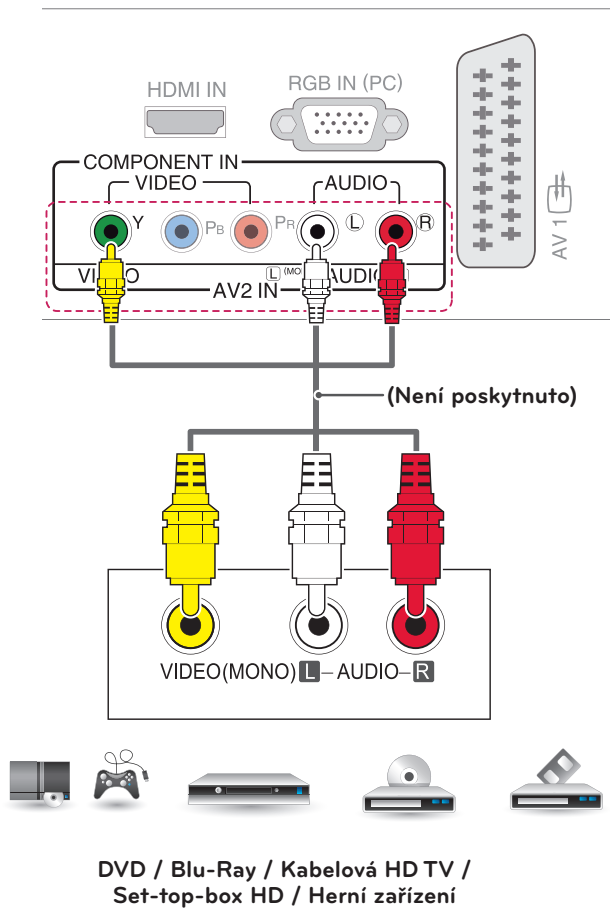 HDMI IN
RGB IN (PC)
AV 1
COMPONENT IN
VIDEO
AUDIO
Y
PB
PR
L
R
L (MO
AV2 IN
(Není poskytnuto)
VIDEO(MONO) L – AUDIO – R
DVD / Blu-Ray / Kabelová HD TV /
Set-top-box HD / Herní zařízení